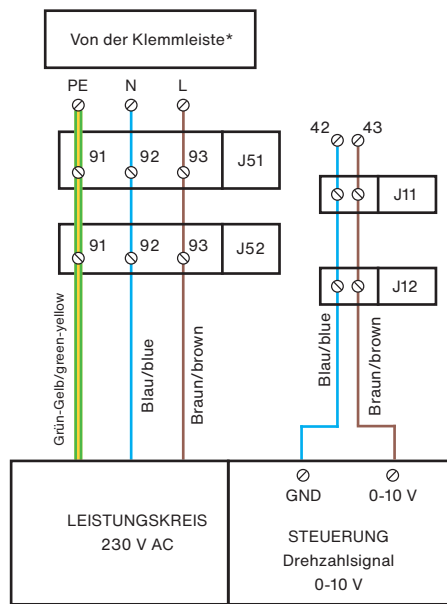 Von der Klemmleiste*
PE N L
42 43
91 92 93 J51
J11
91 92 93 J52
J12
Grün-Gelb/green-yellow
Blau/blue
Braun/brown
Blau/blue
Braun/brown
GND 0-10 V
LEISTUNGSKREIS
230 V AC
STEUERUNG
Drehzahlsignal
0-10 V